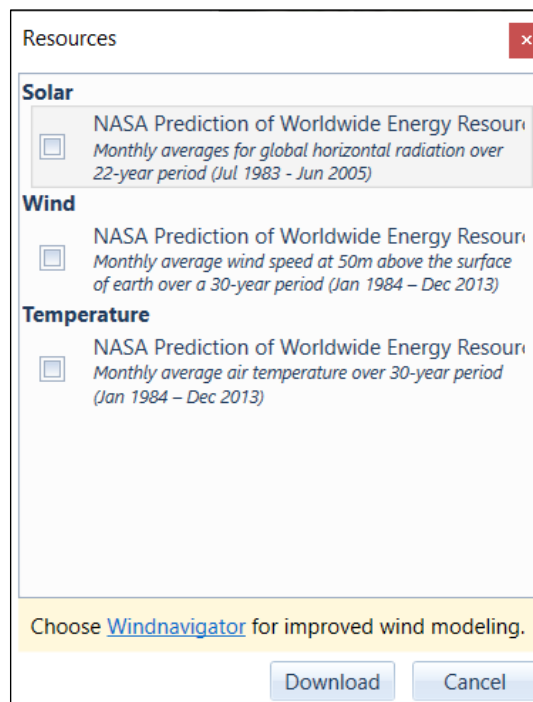 Resources
Solar
NASA Prediction of Worldwide Energy Resour
Monthly averages for global horizontal radiation over
22-year period (Jul 1983 - Jun 2005)
Wind
NASA Prediction of Worldwide Energy Resour
Monthly average wind speed at 50m above the surface
of earth over a 30-year period (Jan 1984 – Dec 2013)
Temperature
NASA Prediction of Worldwide Energy Resour
Monthly average air temperature over 30-year period
(Jan 1984 – Dec 2013)
Choose Windnavigator for improved wind modeling.
Download Cancel